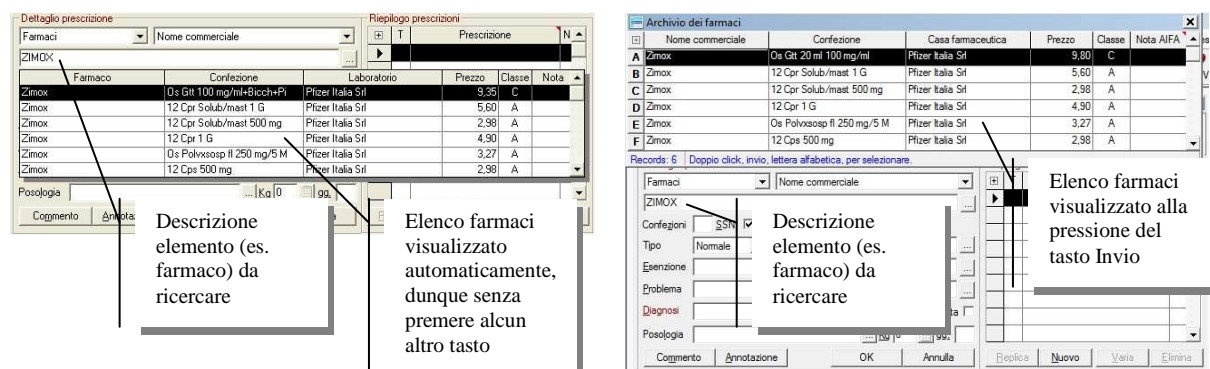 Dettaglio prescrizione
Riepilogo prescrizioni
Farmaci
Nome commerciale
T
Prescrizione
N
ZIMOX
...
Farmaco Confezione Laboratorio Prezzo Classe Nota
Zimox Os Gtt 100 mg/ml+Bicch+Pi Pfizer Italia Srl 9,35 C
Zimox 12 Cpr Solub/mast 1 G Pfizer Italia Srl 5,60 A
Zimox 12 Cpr Solub/mast 500 mg Pfizer Italia Srl 2,98 A
Zimox 12 Cpr 1 G Pfizer Italia Srl 4,90 A
Zimox Os Polvxsosp fl 250 mg/5 M Pfizer Italia Srl 3,27 A
Zimox 12 Cps 500 mg Pfizer Italia Srl 2,98 A
Posologia ... Kg 0 gg.
Commento
Descrizione
elemento (es.
farmaco) da
ricercare
Elenco farmaci
visualizzato
automaticamente,
dunque senza
premere alcun
altro tasto
Archivio dei farmaci
Nome commerciale Confezione Casa farmaceutica Prezzo Classe Nota AIFA
A Zimox Os Gtt 20 ml 100 mg/ml Pfizer Italia Srl 9,80 C
B Zimox 12 Cpr Solub/mast 1 G Pfizer Italia Srl 5,60 A
C Zimox 12 Cpr Solub/mast 500 mg Pfizer Italia Srl 2,98 A
D Zimox 12 Cpr 1 G Pfizer Italia Srl 4,90 A
E Zimox Os Polvxsosp fl 250 mg/5 M Pfizer Italia Srl 3,27 A
F Zimox 12 Cps 500 mg Pfizer Italia Srl 2,98 A
Records: 6 Doppio click, invio, lettera alfabetica, per selezionare.
Farmaci
Nome commerciale
ZIMOX
...
Confezioni SSN
Tipo Normale
Esenzione
Problema
Diagnosi
Posologia ... Kg 0 gg.
Commento Annotazione OK Annulla
Replica Nuovo Varia Elimina
Descrizione
elemento (es.
farmaco) da
ricercare
Elenco farmaci
visualizzato alla
pressione del
tasto Invio